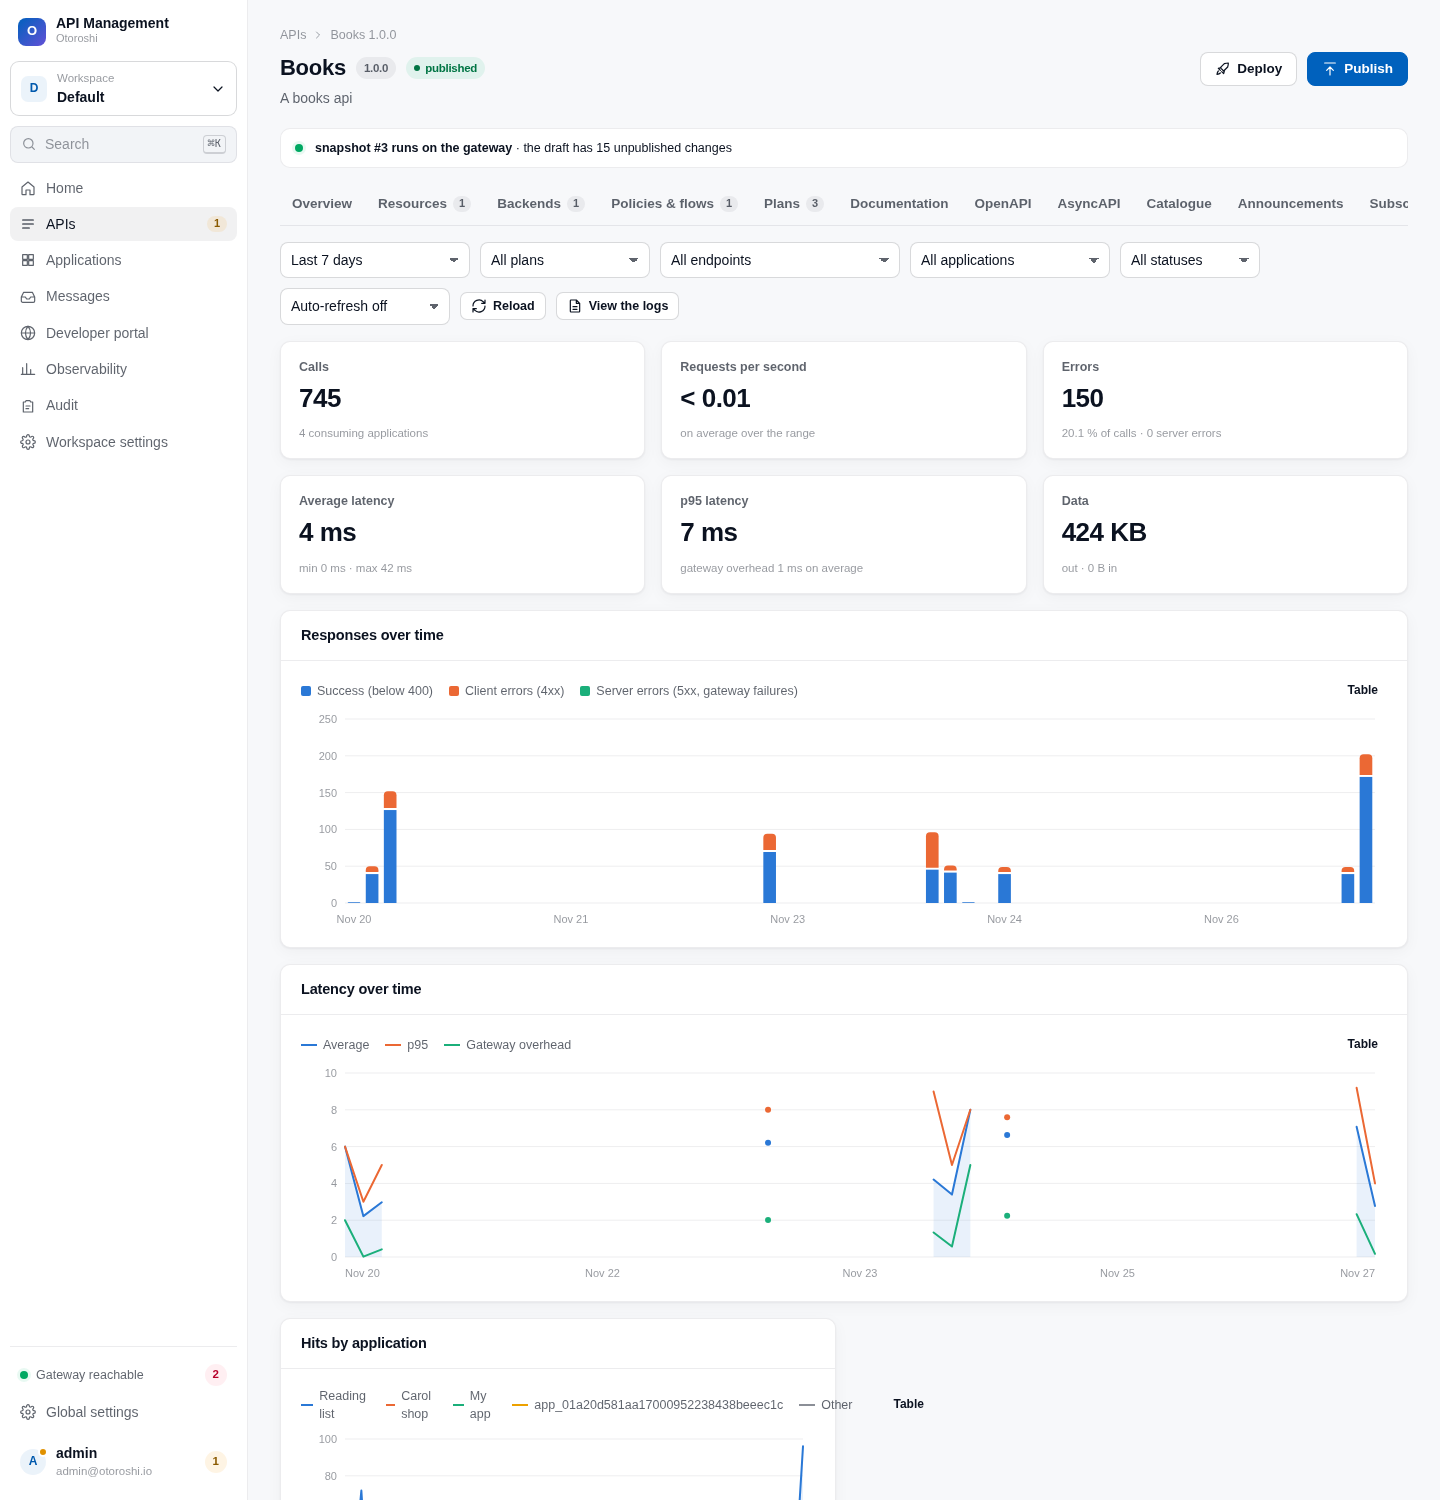 API Management
Otoroshi
O
D
Workspace
Default
Search
⌘K
Home
APIs
1
Applications
Messages
Developer portal
Observability
Audit
Workspace settings
Gateway reachable
2
Global settings
A
admin
admin@otoroshi.io
1
APIs > Books 1.0.0
Books 1.0.0 published
A books api
Deploy
Publish
snapshot #3 runs on the gateway · the draft has 15 unpublished changes
Overview Resources 1 Backends 1 Policies & flows 1 Plans 3 Documentation OpenAPI AsyncAPI Catalogue Announcements Subsc
Last 7 days All plans All endpoints All applications All statuses
Auto-refresh off Reload View the logs
Calls
745
4 consuming applications
Requests per second
< 0.01
on average over the range
Errors
150
20.1 % of calls · 0 server errors
Average latency
4 ms
min 0 ms · max 42 ms
p95 latency
7 ms
gateway overhead 1 ms on average
Data
424 KB
out · 0 B in
Responses over time
Success (below 400) Client errors (4xx) Server errors (5xx, gateway failures) Table
250
200
150
100
50
0
Nov 20 Nov 21 Nov 23 Nov 24 Nov 26
Latency over time
Average p95 Gateway overhead Table
10
8
6
4
2
0
Nov 20 Nov 22 Nov 23 Nov 25 Nov 27
Hits by application
Reading list Carol shop My app app_01a20d581aa17000952238438beeec1c Other Table
100
80